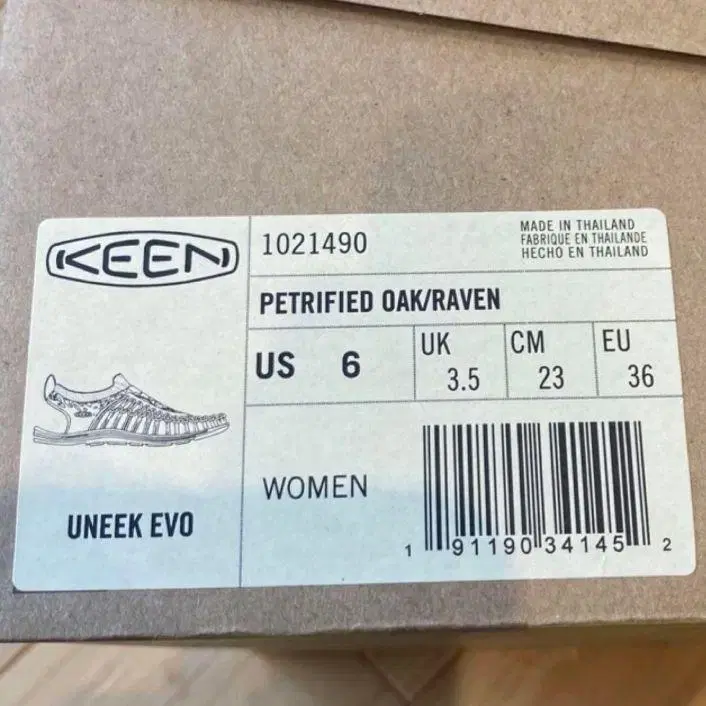 KEEN
1021490
MADE IN THAILAND
FABRIQUE EN THAILANDE
HECHO EN THAILAND
PETRIFIED OAK/RAVEN
US 6
UK 3.5
CM 23
EU 36
UNEEK EVO
WOMEN
1 91190 34145 2